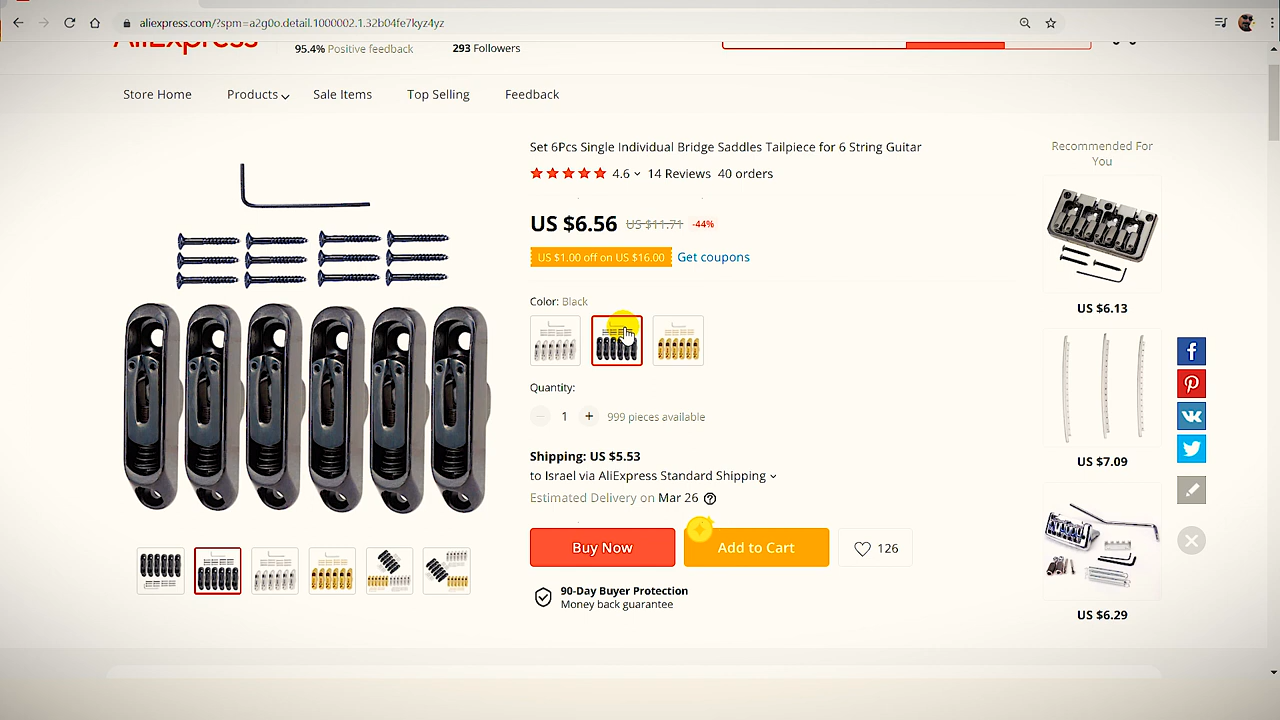 aliexpress.com/?spm=a2g0o.detail.1000002.1.32b04fe7kyz4yz
AliExpress
95.4% Positive feedback
293 Followers
Store Home
Products
Sale Items
Top Selling
Feedback
Set 6Pcs Single Individual Bridge Saddles Tailpiece for 6 String Guitar
4.6
14 Reviews
40 orders
US $6.56
US $11.71
-44%
US $1.00 off on US $16.00
Get coupons
Color: Black
Quantity:
1
999 pieces available
Shipping: US $5.53
to Israel via AliExpress Standard Shipping
Estimated Delivery on Mar 26
Buy Now
Add to Cart
126
90-Day Buyer Protection
Money back guarantee
Recommended For
You
US $6.13
US $7.09
US $6.29